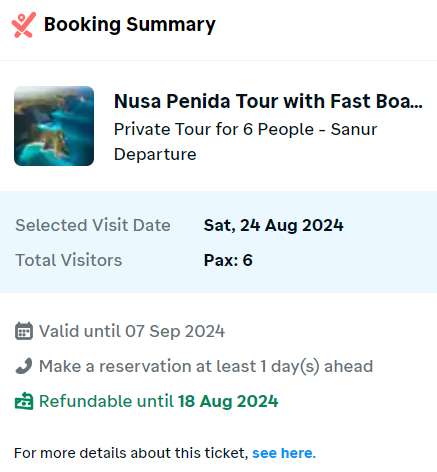 Booking Summary
Nusa Penida Tour with Fast Boa...
Private Tour for 6 People - Sanur
Departure
Selected Visit Date Sat, 24 Aug 2024
Total Visitors Pax: 6
Valid until 07 Sep 2024
Make a reservation at least 1 day(s) ahead
Refundable until 18 Aug 2024
For more details about this ticket, see here.